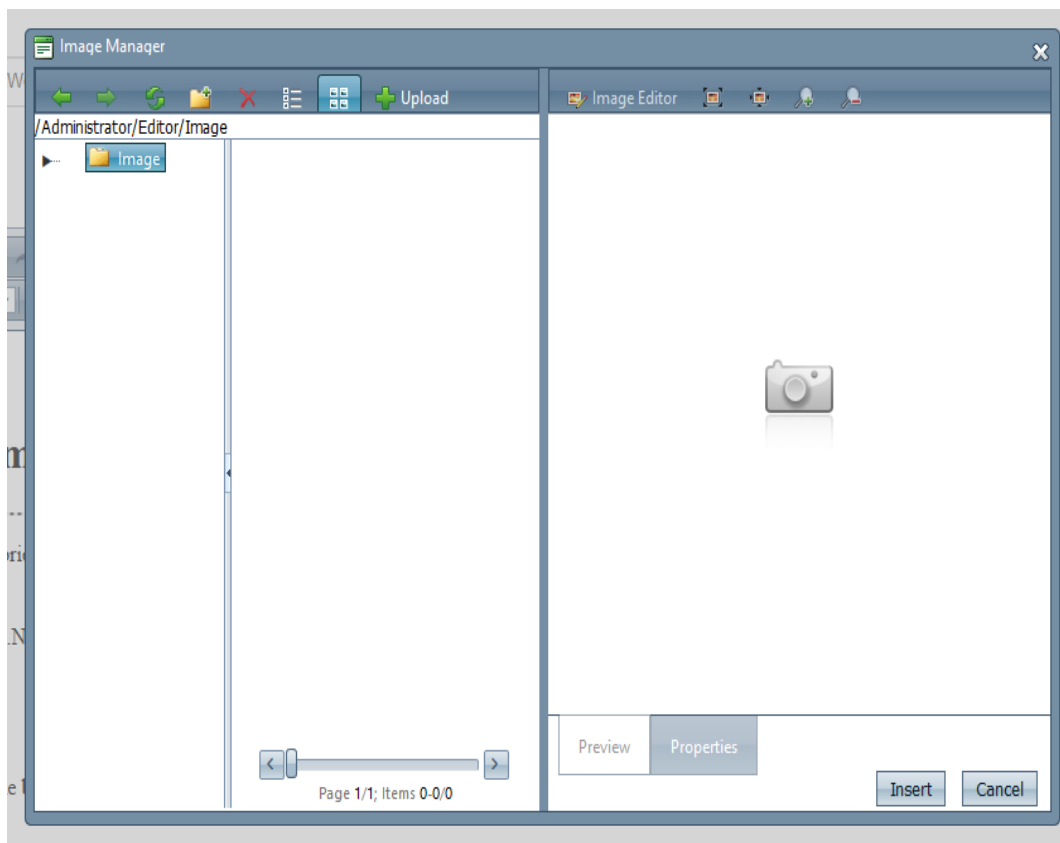 Image Manager
Upload
Image Editor
/Administrator/Editor/Image
Image
Page 1/1; Items 0-0/0
Preview
Properties
Insert
Cancel